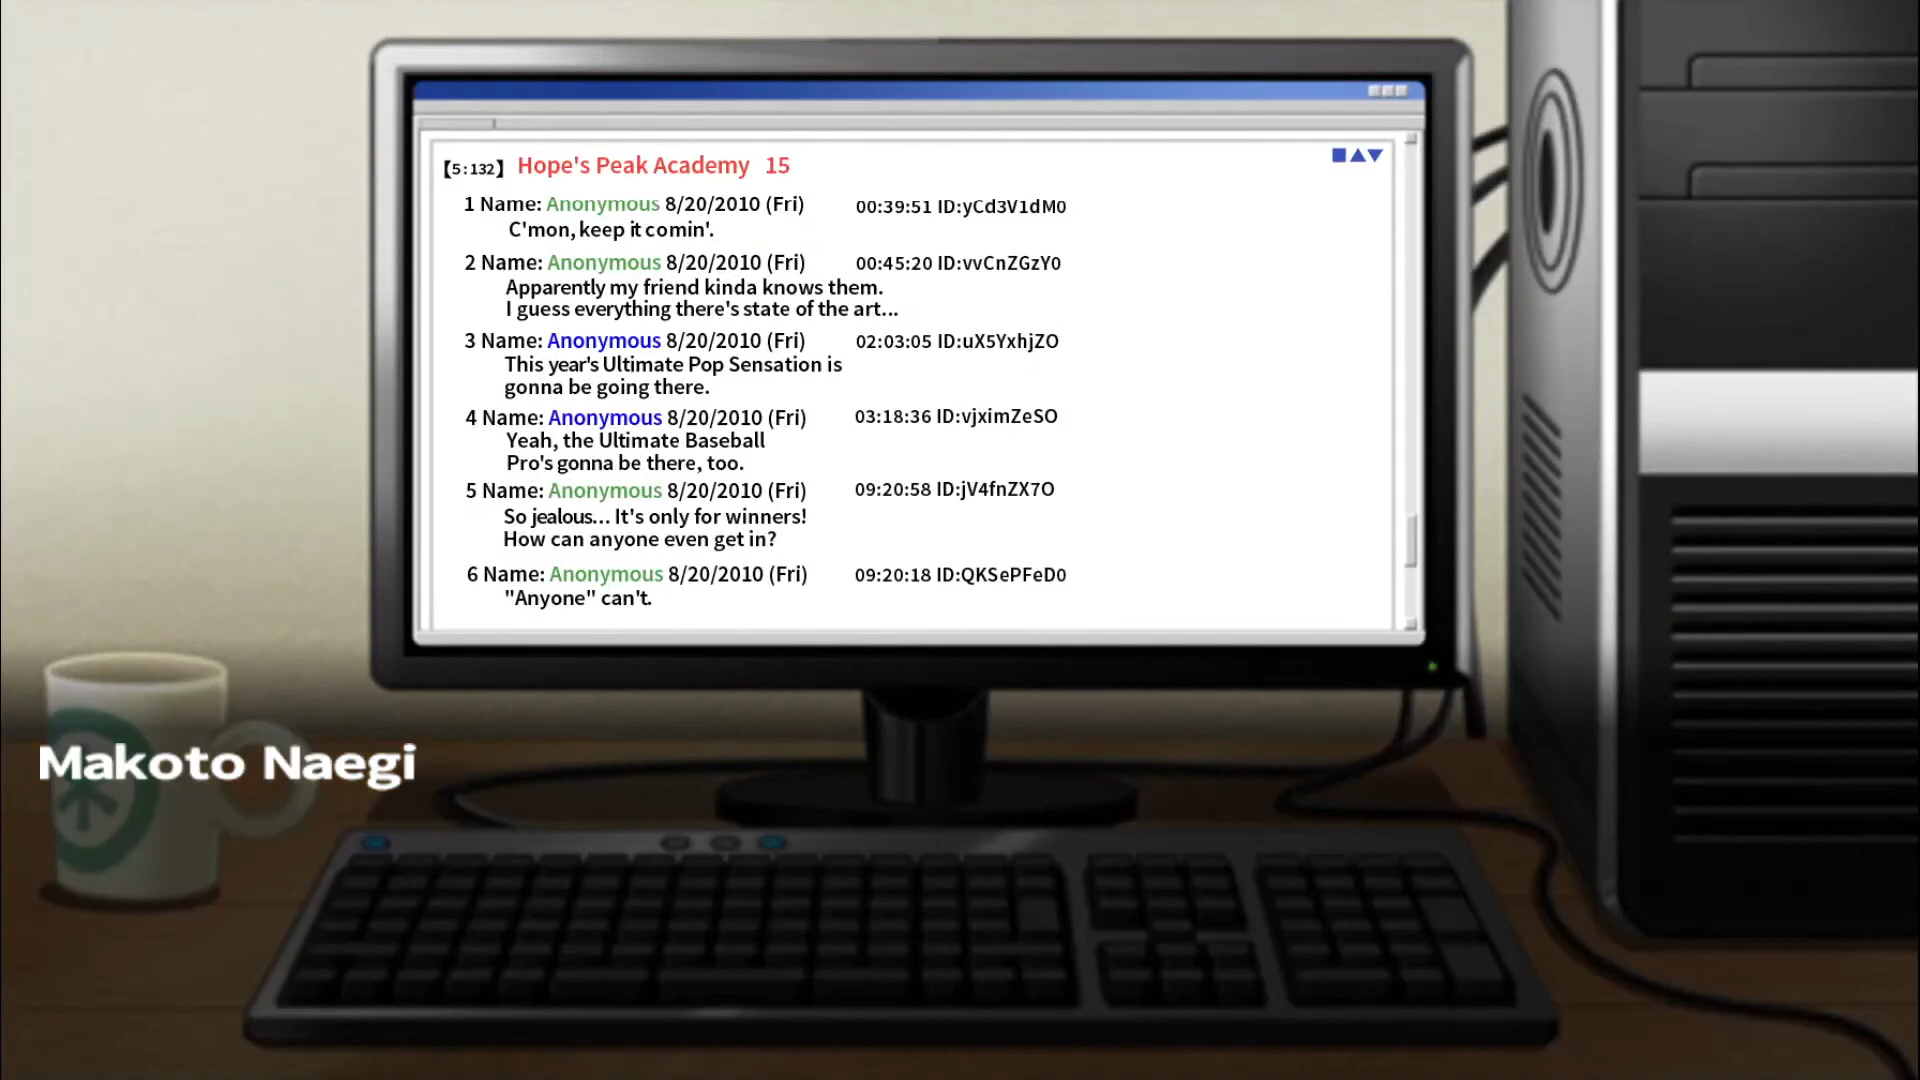 【5:132】 Hope's Peak Academy 15
1 Name: Anonymous 8/20/2010 (Fri) 00:39:51 ID:yCd3V1dM0
C'mon, keep it comin'.
2 Name: Anonymous 8/20/2010 (Fri) 00:45:20 ID:vvCnZGzY0
Apparently my friend kinda knows them.
I guess everything there's state of the art...
3 Name: Anonymous 8/20/2010 (Fri) 02:03:05 ID:uX5YxhjZO
This year's Ultimate Pop Sensation is
gonna be going there.
4 Name: Anonymous 8/20/2010 (Fri) 03:18:36 ID:vjximZeSO
Yeah, the Ultimate Baseball
Pro's gonna be there, too.
5 Name: Anonymous 8/20/2010 (Fri) 09:20:58 ID:jV4fnZX7O
So jealous... It's only for winners!
How can anyone even get in?
6 Name: Anonymous 8/20/2010 (Fri) 09:20:18 ID:QKSePFeD0
"Anyone" can't.
Makoto Naegi